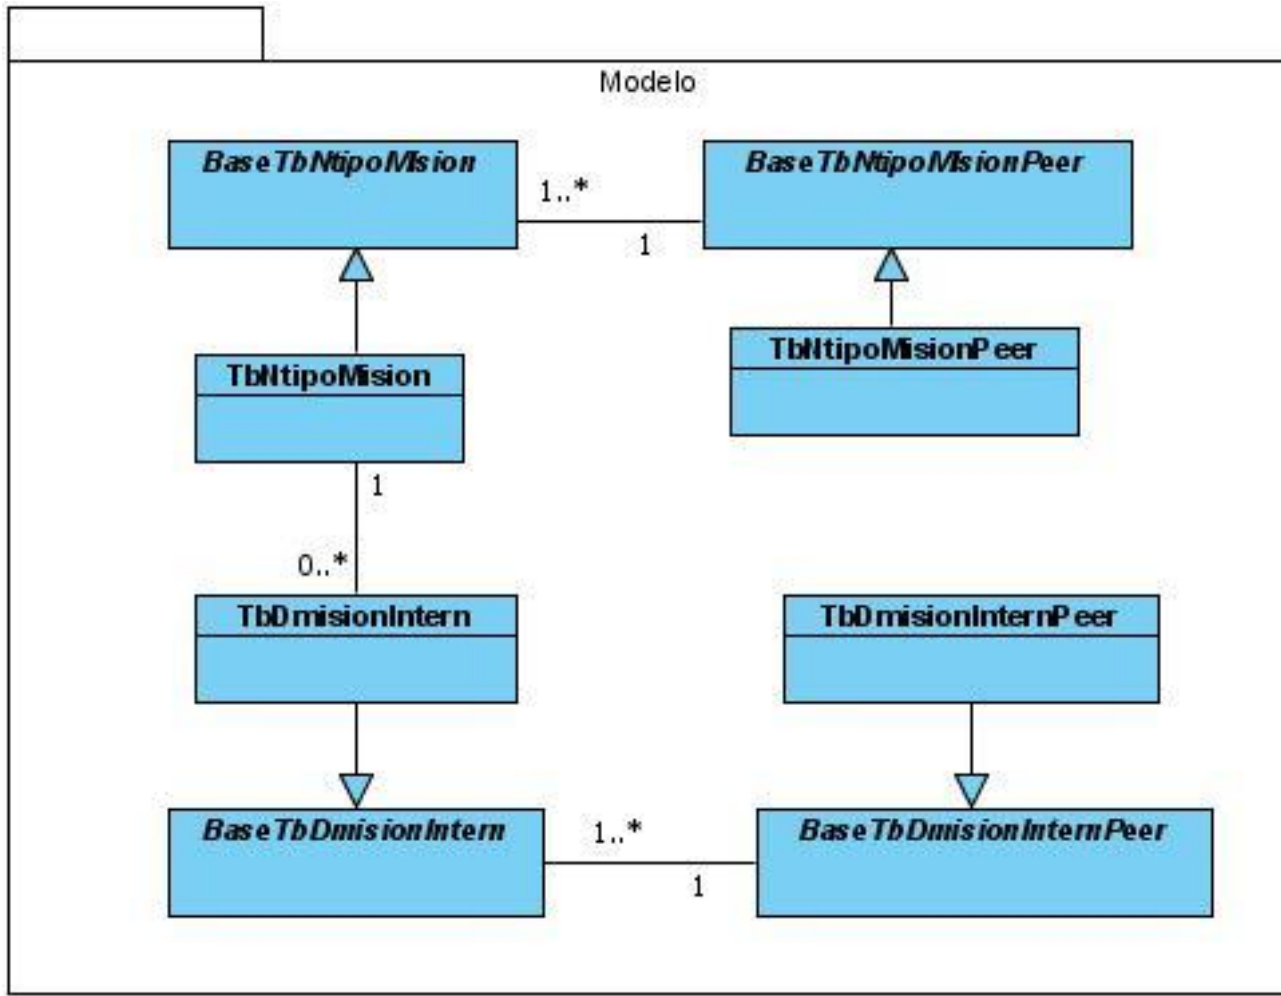 Modelo
BaseTbNtipoMision BaseTbNtipoMisionPeer
1..*
1
TbNtipoMisionPeer
TbNtipoMision
1
0..*
TbDmisionIntern TbDmisionInternPeer
BaseTbDmisionIntern BaseTbDmisionInternPeer
1..*
1